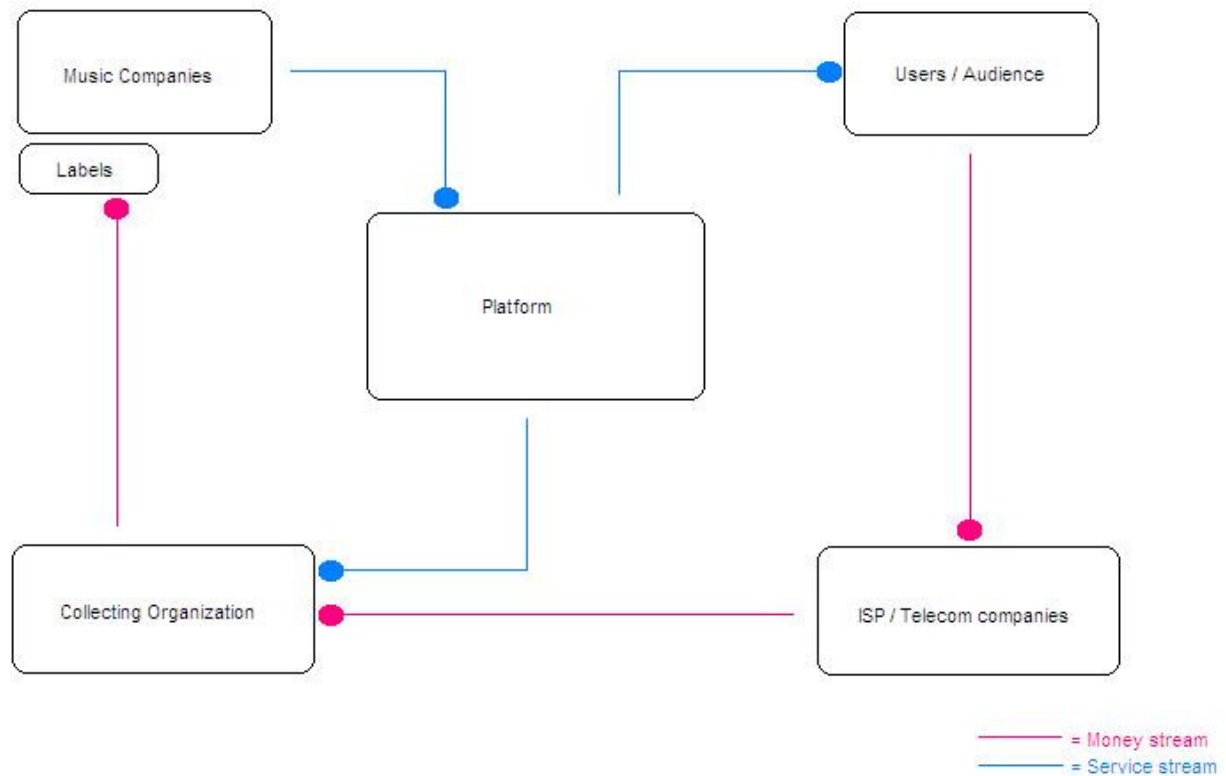 Music Companies
Users / Audience
Labels
Platform
Collecting Organization
ISP / Telecom companies
= Money stream
= Service stream